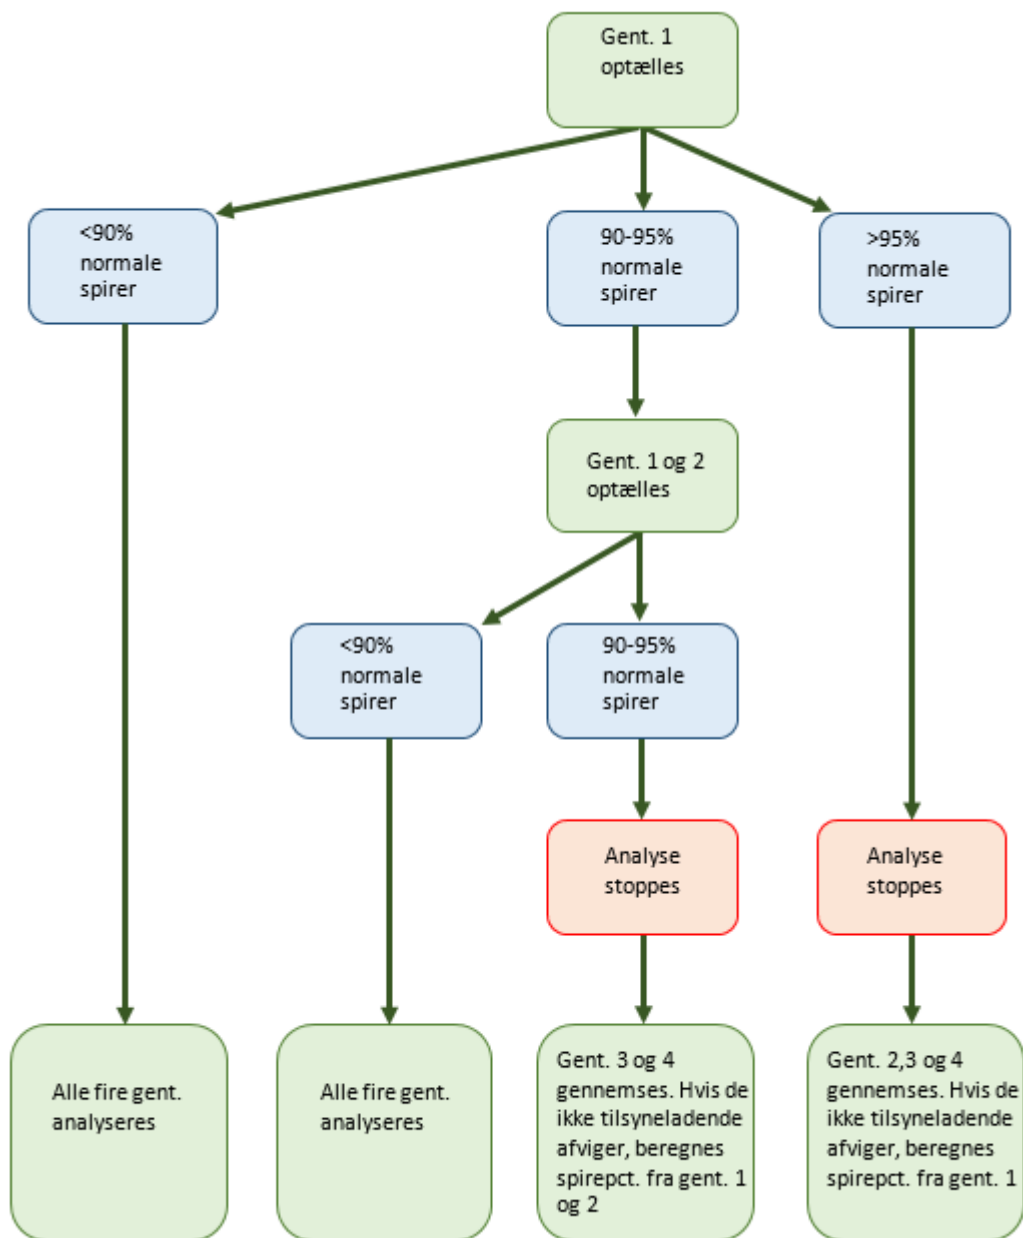 Gent. 1
optælles
<90%
normale
spirer
90-95%
normale
spirer
>95%
normale
spirer
Gent. 1 og 2
optælles
<90%
normale
spirer
90-95%
normale
spirer
Analyse
stoppes
Analyse
stoppes
Alle fire gent.
analyseres
Alle fire gent.
analyseres
Gent. 3 og 4
gennemses. Hvis de
ikke tilsyneladende
afviger, beregnes
spirepct. fra gent. 1
og 2
Gent. 2,3 og 4
gennemses. Hvis de
ikke tilsyneladende
afviger, beregnes
spirepct. fra gent. 1